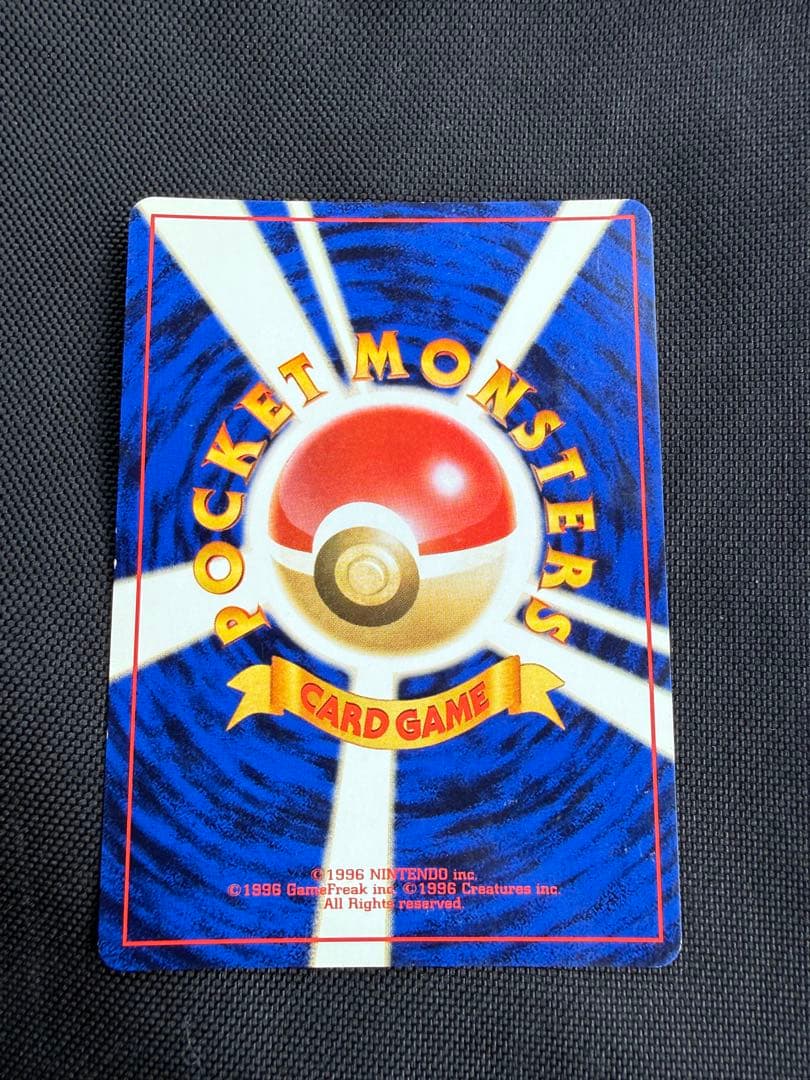 POCKET MONSTERS
CARD GAME
©1996 NINTENDO inc.
©1996 GameFreak inc. ©1996 Creatures inc.
All Rights reserved.